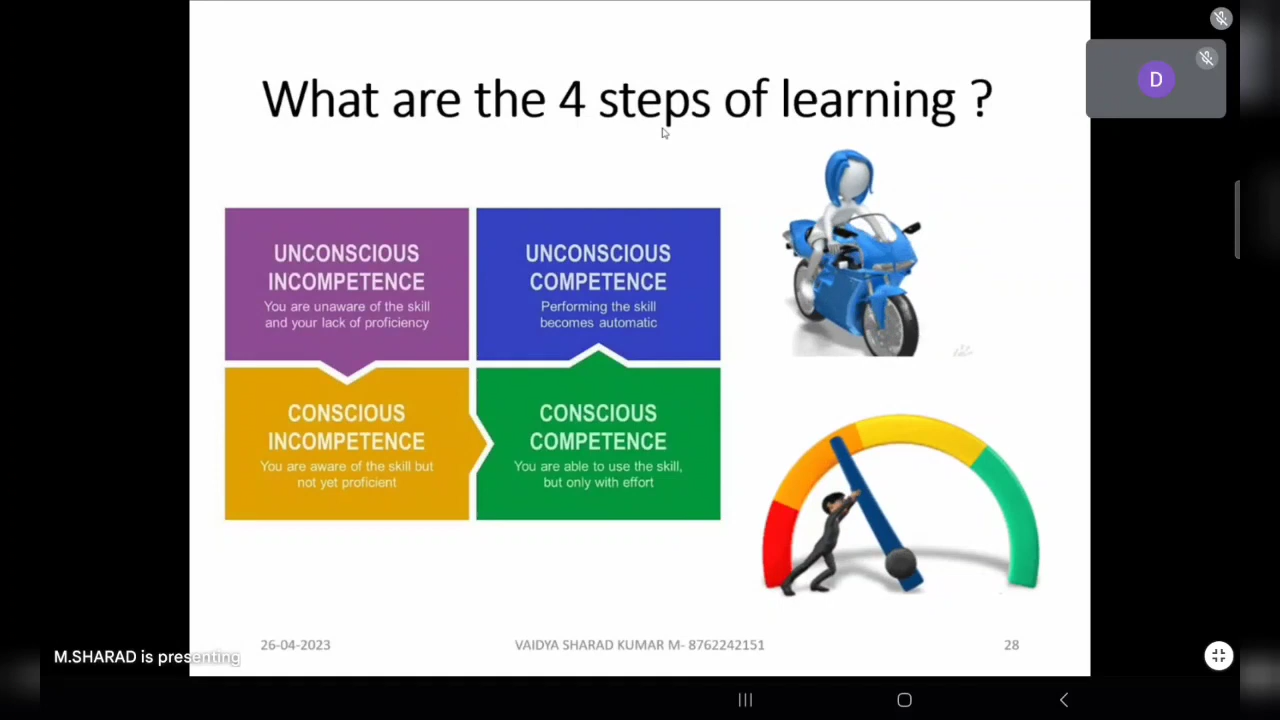 What are the 4 steps of learning ?
D
UNCONSCIOUS
INCOMPETENCE
You are unaware of the skill
and your lack of proficiency
UNCONSCIOUS
COMPETENCE
Performing the skill
becomes automatic
CONSCIOUS
INCOMPETENCE
You are aware of the skill but
not yet proficient
CONSCIOUS
COMPETENCE
You are able to use the skill,
but only with effort
26-04-2023
VAIDYA SHARAD KUMAR M- 8762242151
28
M.SHARAD is presenting